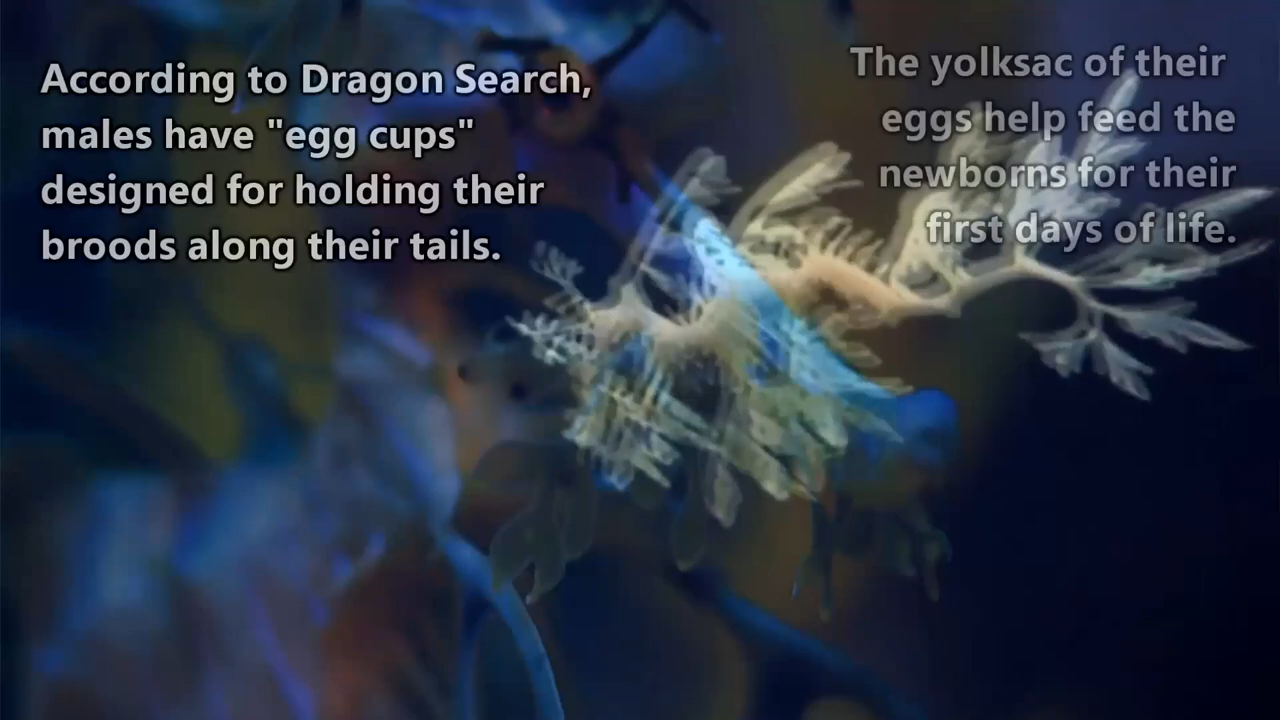 According to Dragon Search,
males have "egg cups"
designed for holding their
broods along their tails.
The yolksac of their
eggs help feed the
newborns for their
first days of life.